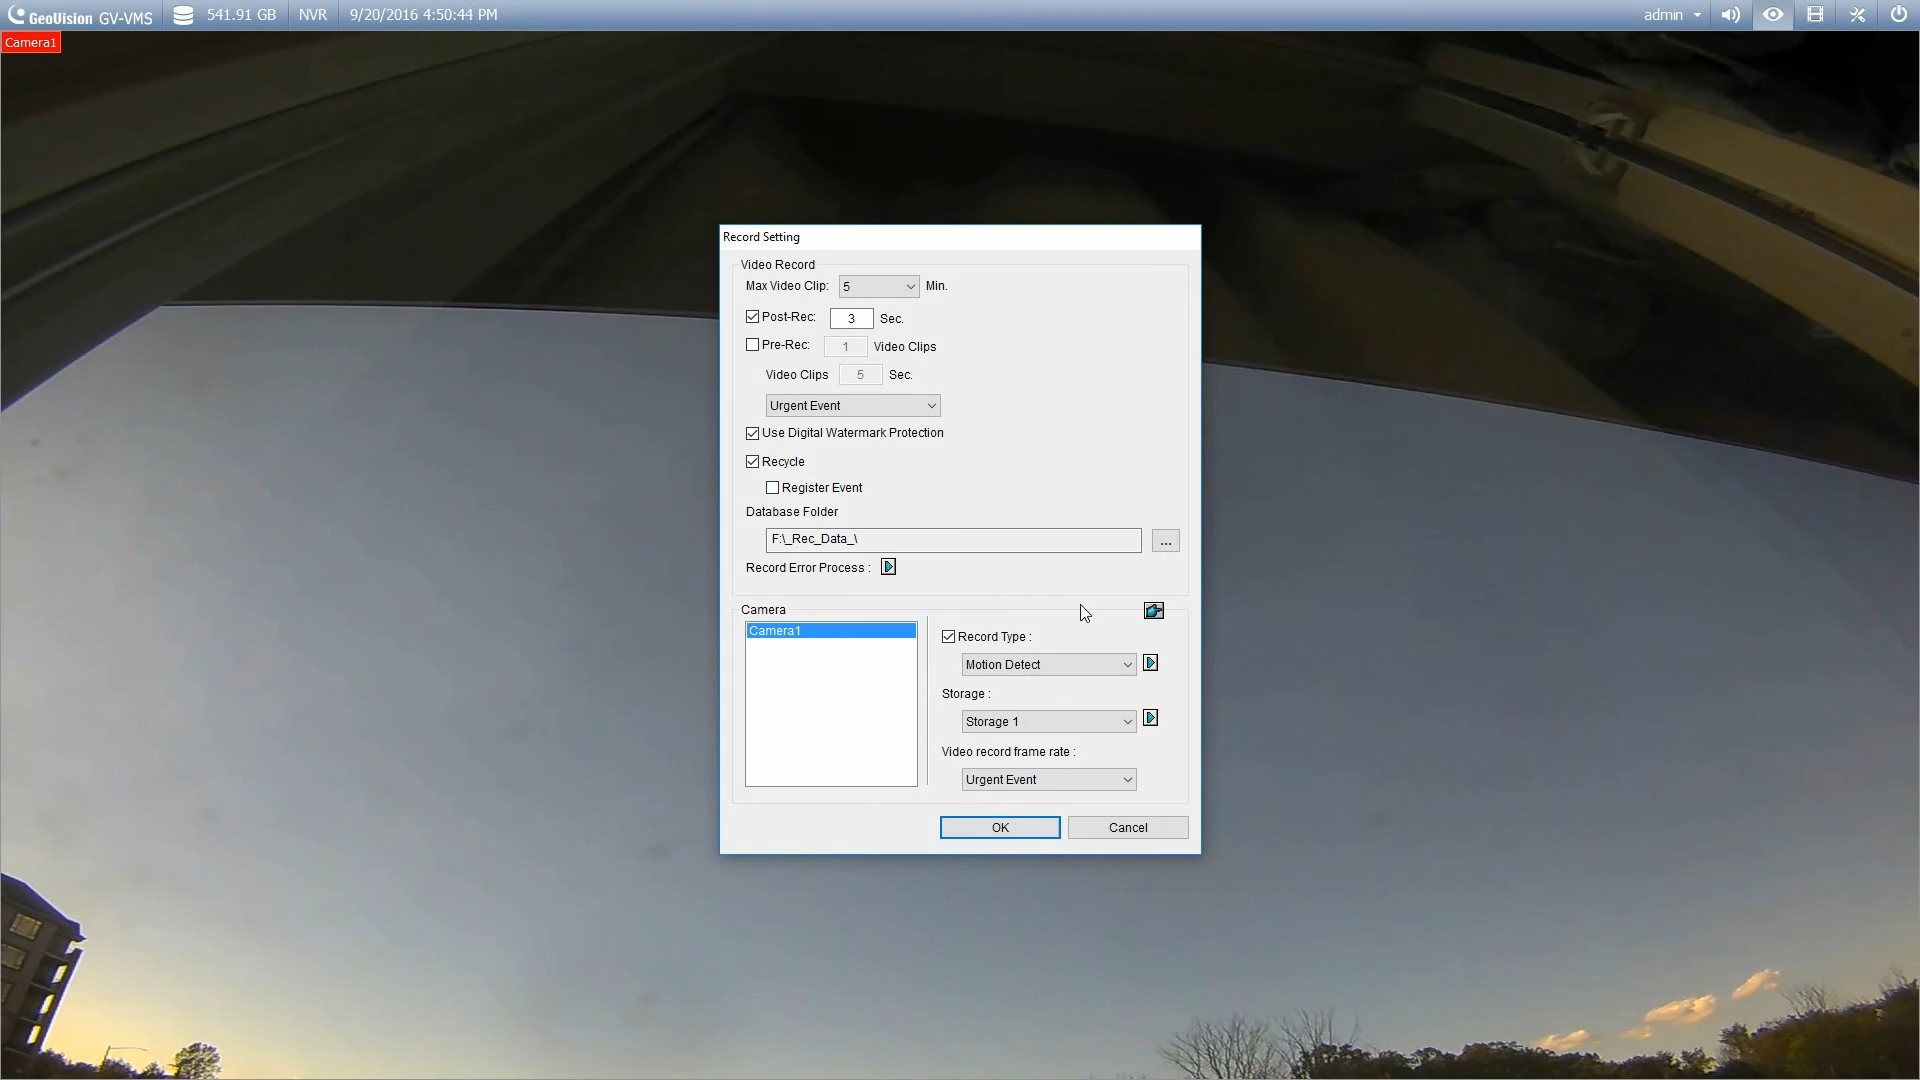 GeoVision GV-VMS 541.91 GB NVR 9/20/2016 4:50:44 PM admin
Camera1
Record Setting
Video Record
Max Video Clip: 5 Min.
Post-Rec: 3 Sec.
Pre-Rec: 1 Video Clips
Video Clips 5 Sec.
Urgent Event
Use Digital Watermark Protection
Recycle
Register Event
Database Folder
F:\_Rec_Data_\ ...
Record Error Process :
Camera
Camera1
Record Type :
Motion Detect
Storage :
Storage 1
Video record frame rate :
Urgent Event
OK Cancel